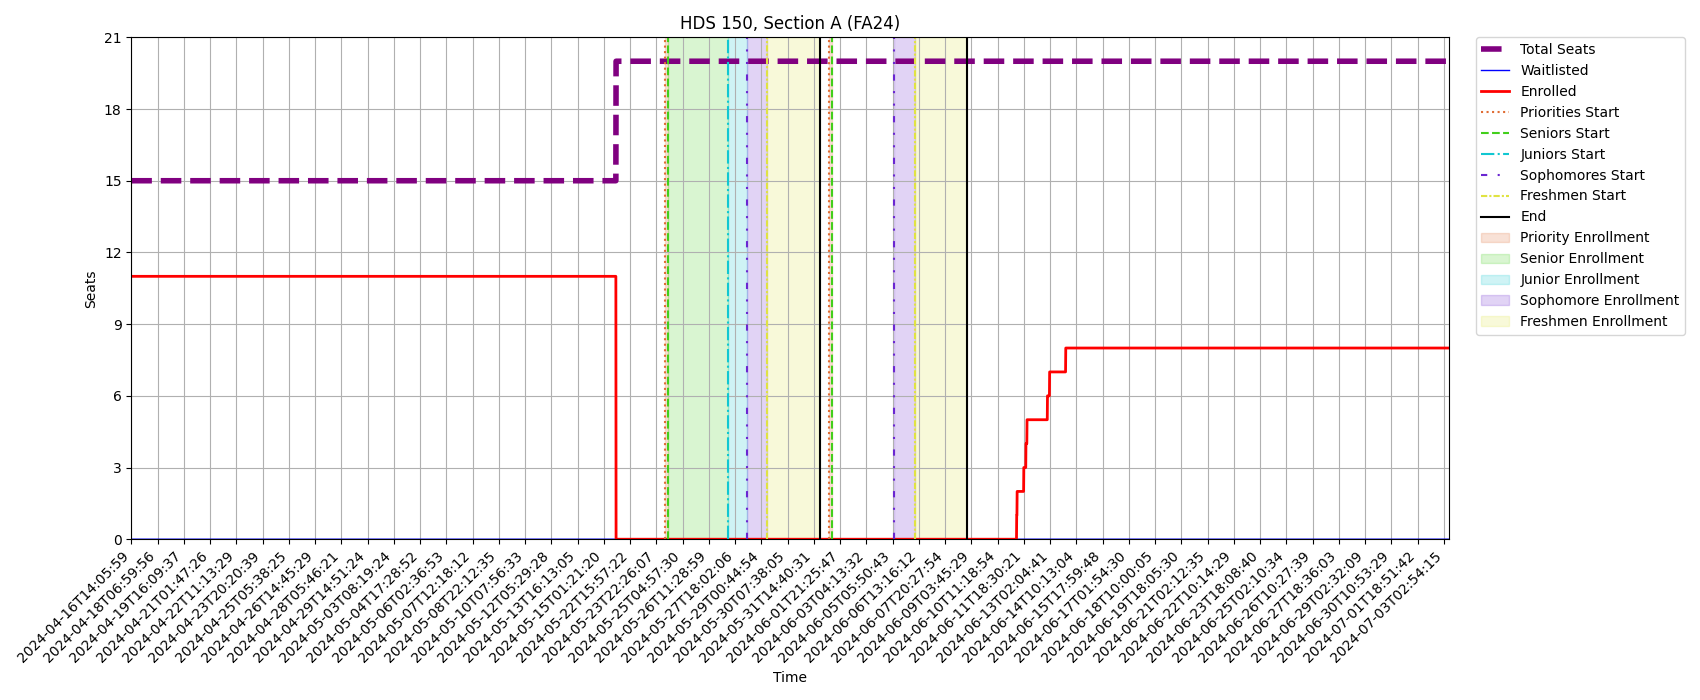 HDS 150, Section A (FA24)
21
18
15
12
9
6
3
0
Seats
2024-04-16T14:05:59
2024-04-18T06:59:56
2024-04-19T16:09:37
2024-04-21T01:47:26
2024-04-22T11:13:29
2024-04-23T20:20:39
2024-04-25T05:38:25
2024-04-26T14:45:29
2024-04-28T05:46:21
2024-04-29T14:51:24
2024-05-03T08:19:24
2024-05-04T17:28:52
2024-05-06T02:36:53
2024-05-07T12:18:12
2024-05-08T22:12:35
2024-05-10T07:56:33
2024-05-12T05:29:28
2024-05-13T16:13:05
2024-05-15T01:21:20
2024-05-22T15:57:22
2024-05-23T22:26:07
2024-05-25T04:57:30
2024-05-26T11:28:59
2024-05-27T18:02:06
2024-05-29T00:44:54
2024-05-30T07:38:05
2024-05-31T14:40:31
2024-06-01T21:25:47
2024-06-03T04:13:32
2024-06-05T05:50:43
2024-06-06T13:16:12
2024-06-07T20:27:54
2024-06-09T03:45:29
2024-06-10T11:18:54
2024-06-11T18:30:21
2024-06-13T02:04:41
2024-06-14T10:13:04
2024-06-15T17:59:48
2024-06-17T01:54:30
2024-06-18T10:00:05
2024-06-19T18:05:30
2024-06-21T02:12:35
2024-06-22T10:14:29
2024-06-23T18:08:40
2024-06-25T02:10:34
2024-06-26T10:27:39
2024-06-27T18:36:03
2024-06-29T02:32:09
2024-06-30T10:53:29
2024-07-01T18:51:42
2024-07-03T02:54:15
Time
Total Seats
Waitlisted
Enrolled
Priorities Start
Seniors Start
Juniors Start
Sophomores Start
Freshmen Start
End
Priority Enrollment
Senior Enrollment
Junior Enrollment
Sophomore Enrollment
Freshmen Enrollment